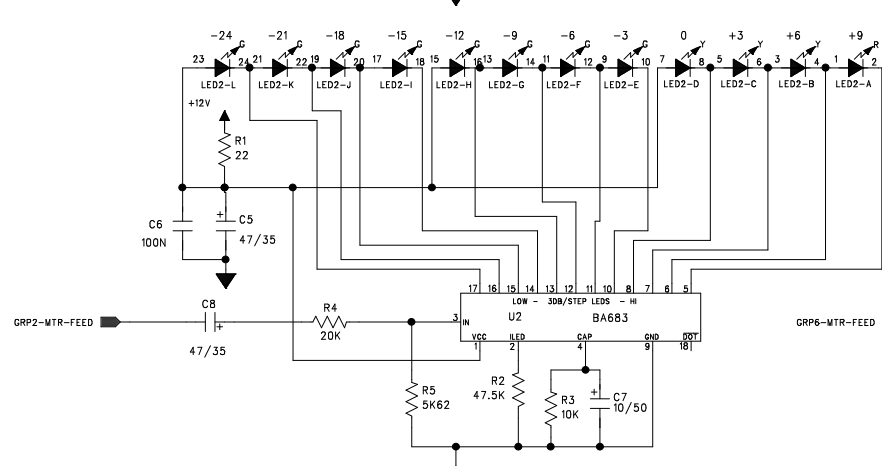 -24 -21 -18 -15 -12 -9 -6 -3 0 +3 +6 +9
G G G G G G G G Y Y Y R
23 24 21 22 19 20 17 18 15 16 13 14 11 12 9 10 7 8 5 6 3 4 1 2
LED2-L LED2-K LED2-J LED2-I LED2-H LED2-G LED2-F LED2-E LED2-D LED2-C LED2-B LED2-A
+12V
R1
22
C6
100N
+ C5
47/35
17 16 15 14 13 12 11 10 8 7 6 5
LOW - 3DB/STEP LEDS - HI
U2 BA683
GRP2-MTR-FEED
C8
+
47/35
R4
20K
3 IN
GRP6-MTR-FEED
VCC ILED CAP GND DOT
1 2 4 9 18
R5
5K62
R2
47.5K
R3
10K
+ C7
10/50